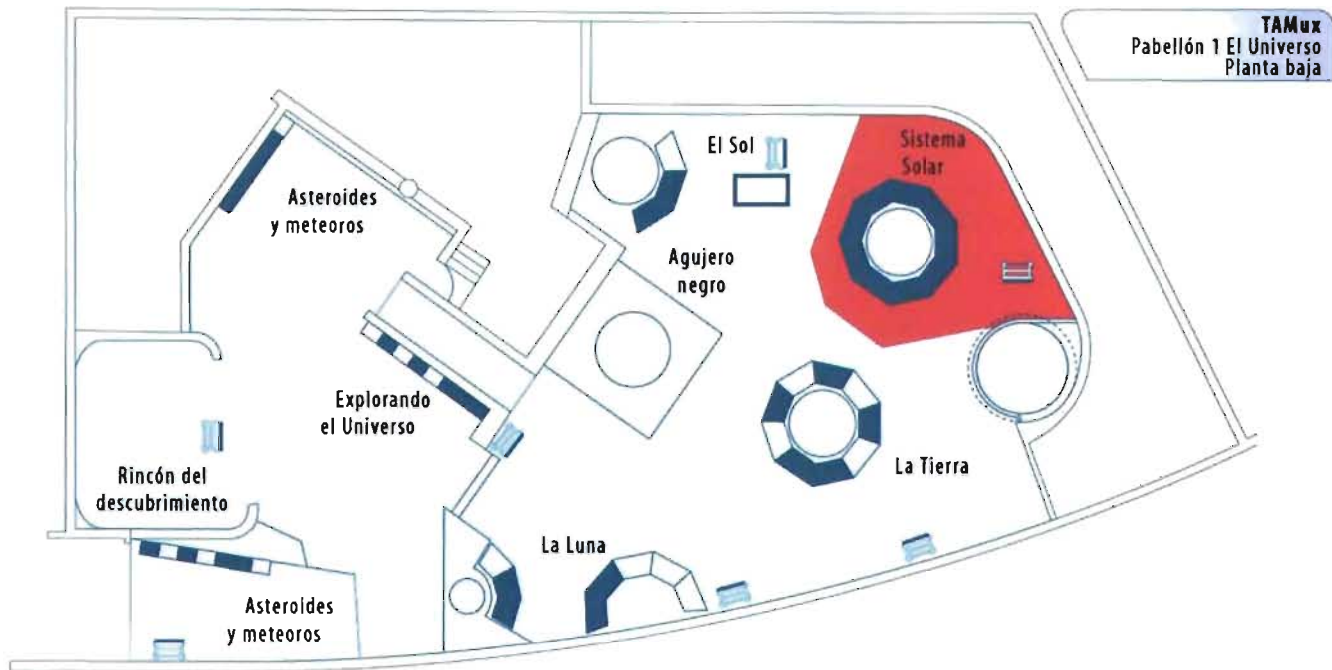 TAMux
Pabellón 1 El Universo
Planta baja
El Sol
Sistema
Solar
Asteroides
y meteoros
Agujero
negro
Explorando
el Universo
La Tierra
Rincón del
descubrimiento
La Luna
Asteroides
y meteoros